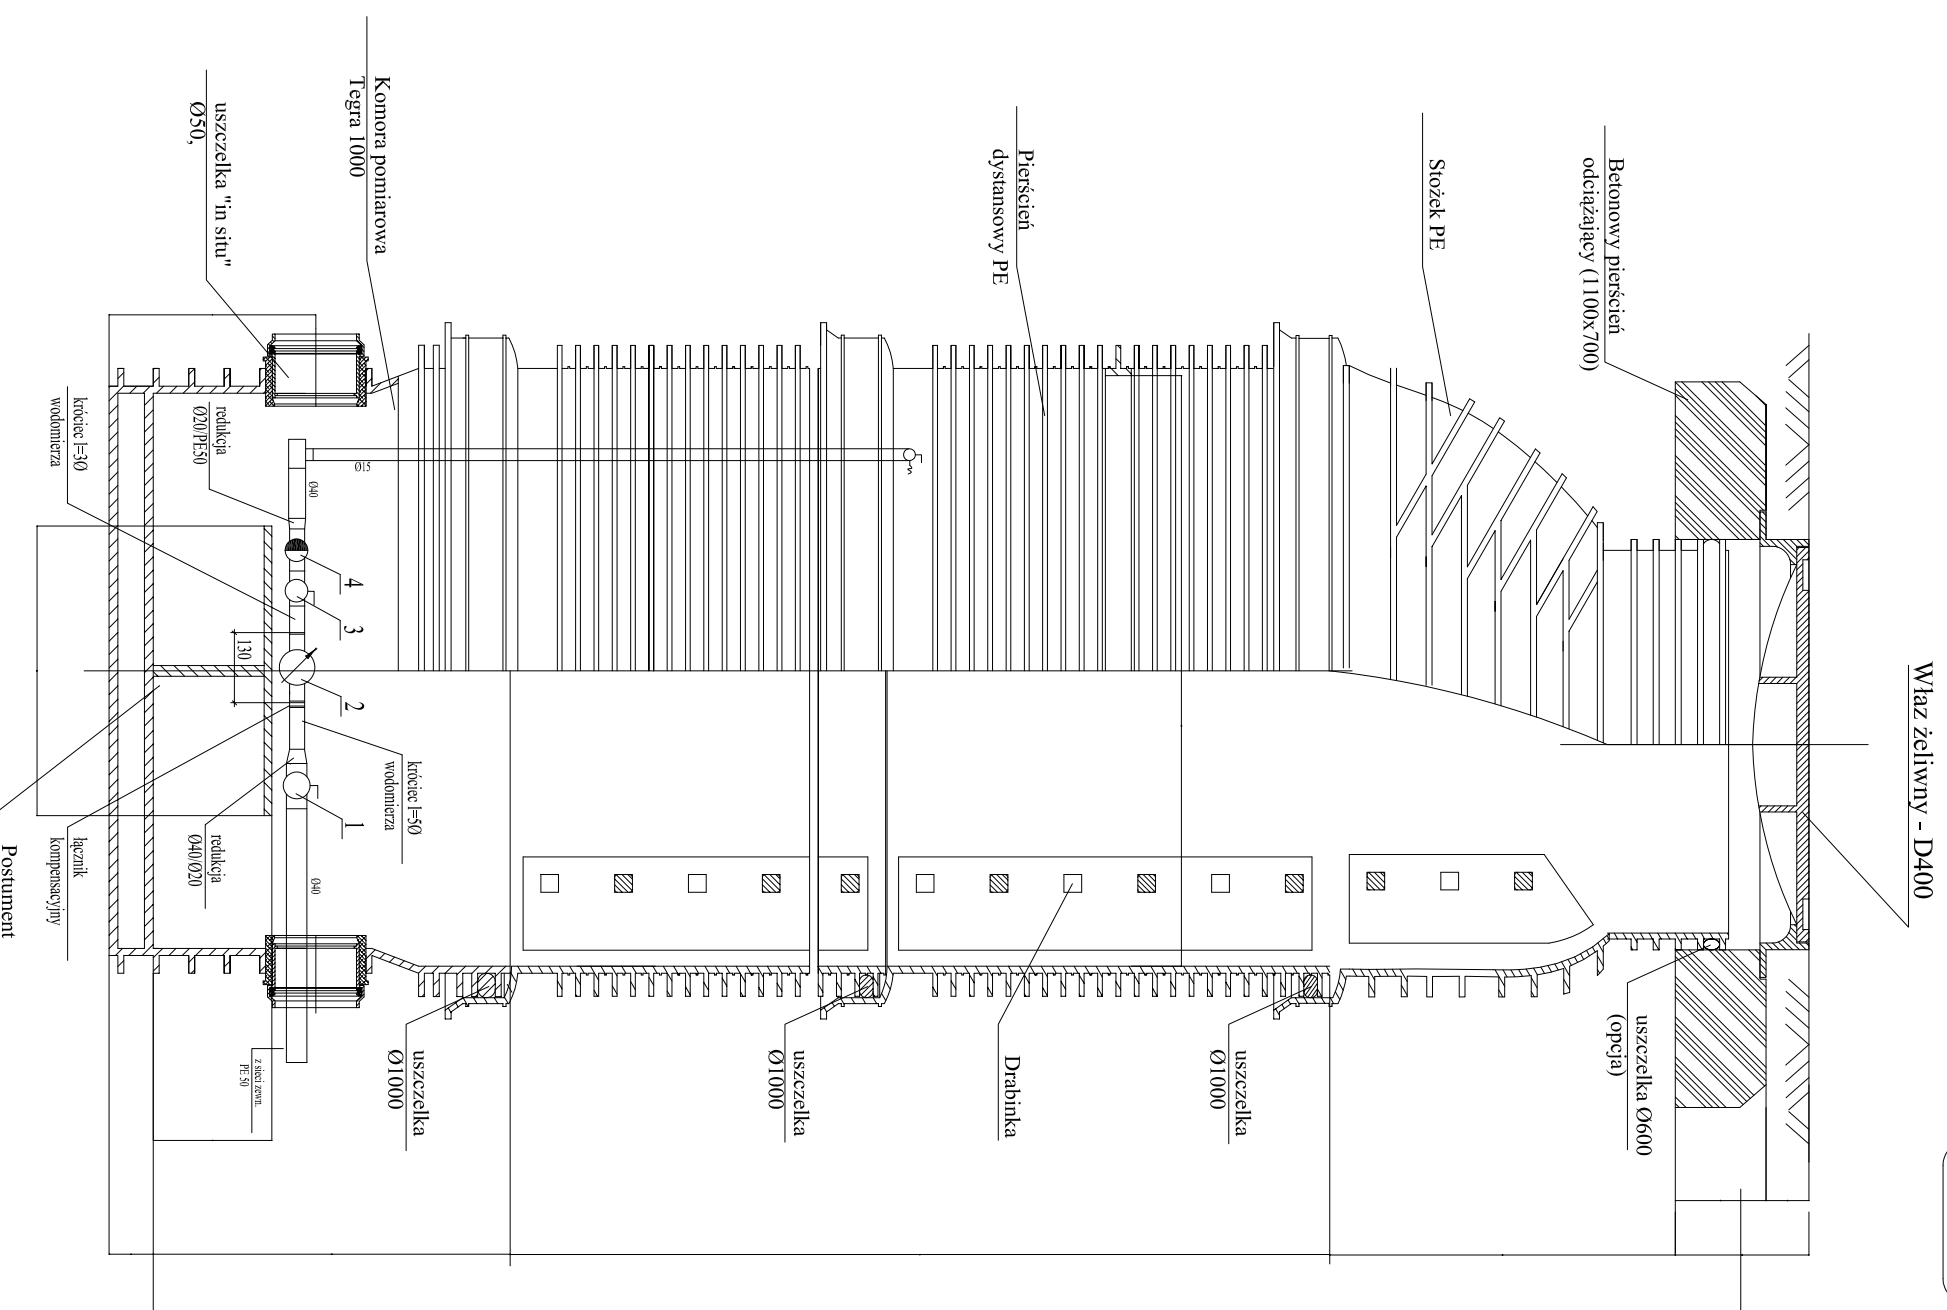 Właz żeliwny - D400
Betonowy pierścień
odciążający (1100x700)
Stożek PE
Pierścień
dystansowy PE
Komora pomiarowa
Tegra 1000
uszczelka "in situ"
Ø50,
uszczelka Ø600
(opcja)
uszczelka
Ø1000
Drabinka
uszczelka
Ø1000
uszczelka
Ø1000
króciec l=5Ø
wodomierza
Ø15
Ø40
4
3
2
1
Ø40
130
redukcja
Ø20/PE50
redukcja
Ø40/Ø20
z sieci zewn.
PE 50
króciec l=3Ø
wodomierza
łącznik
kompensacyjny
Postument